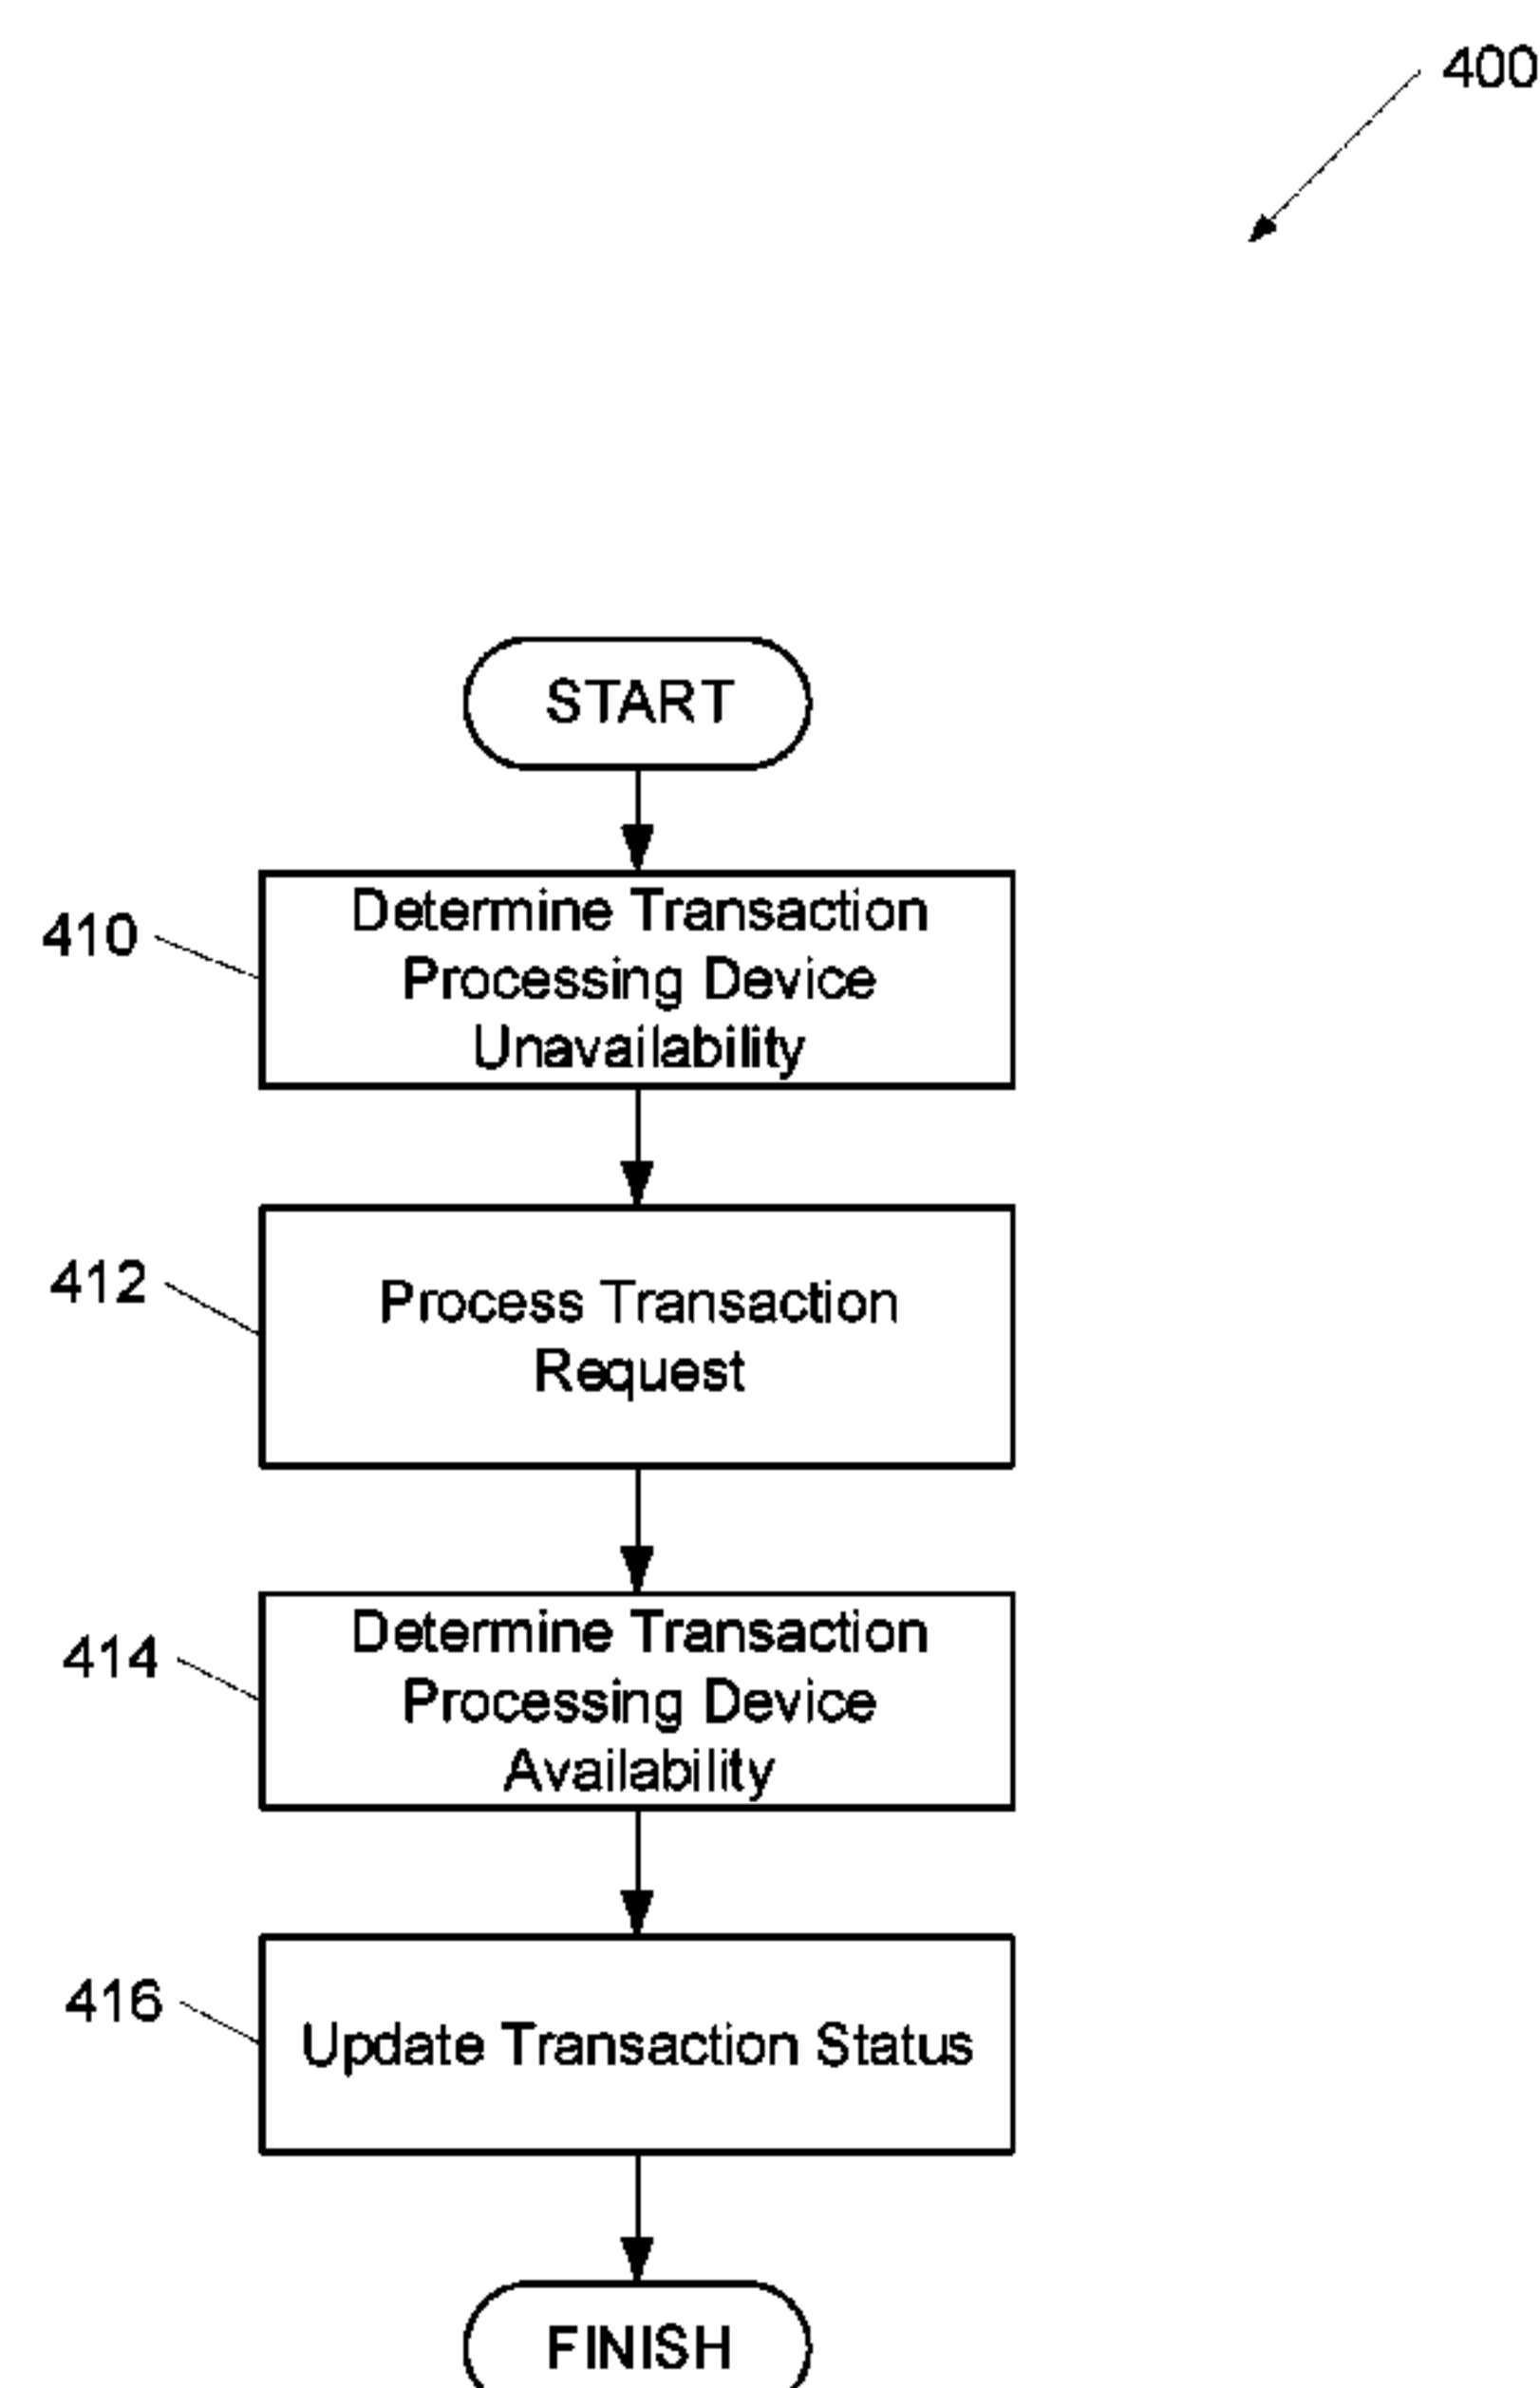 400
START
410
Determine Transaction
Processing Device
Unavailability
412
Process Transaction
Request
414
Determine Transaction
Processing Device
Availability
416
Update Transaction Status
FINISH